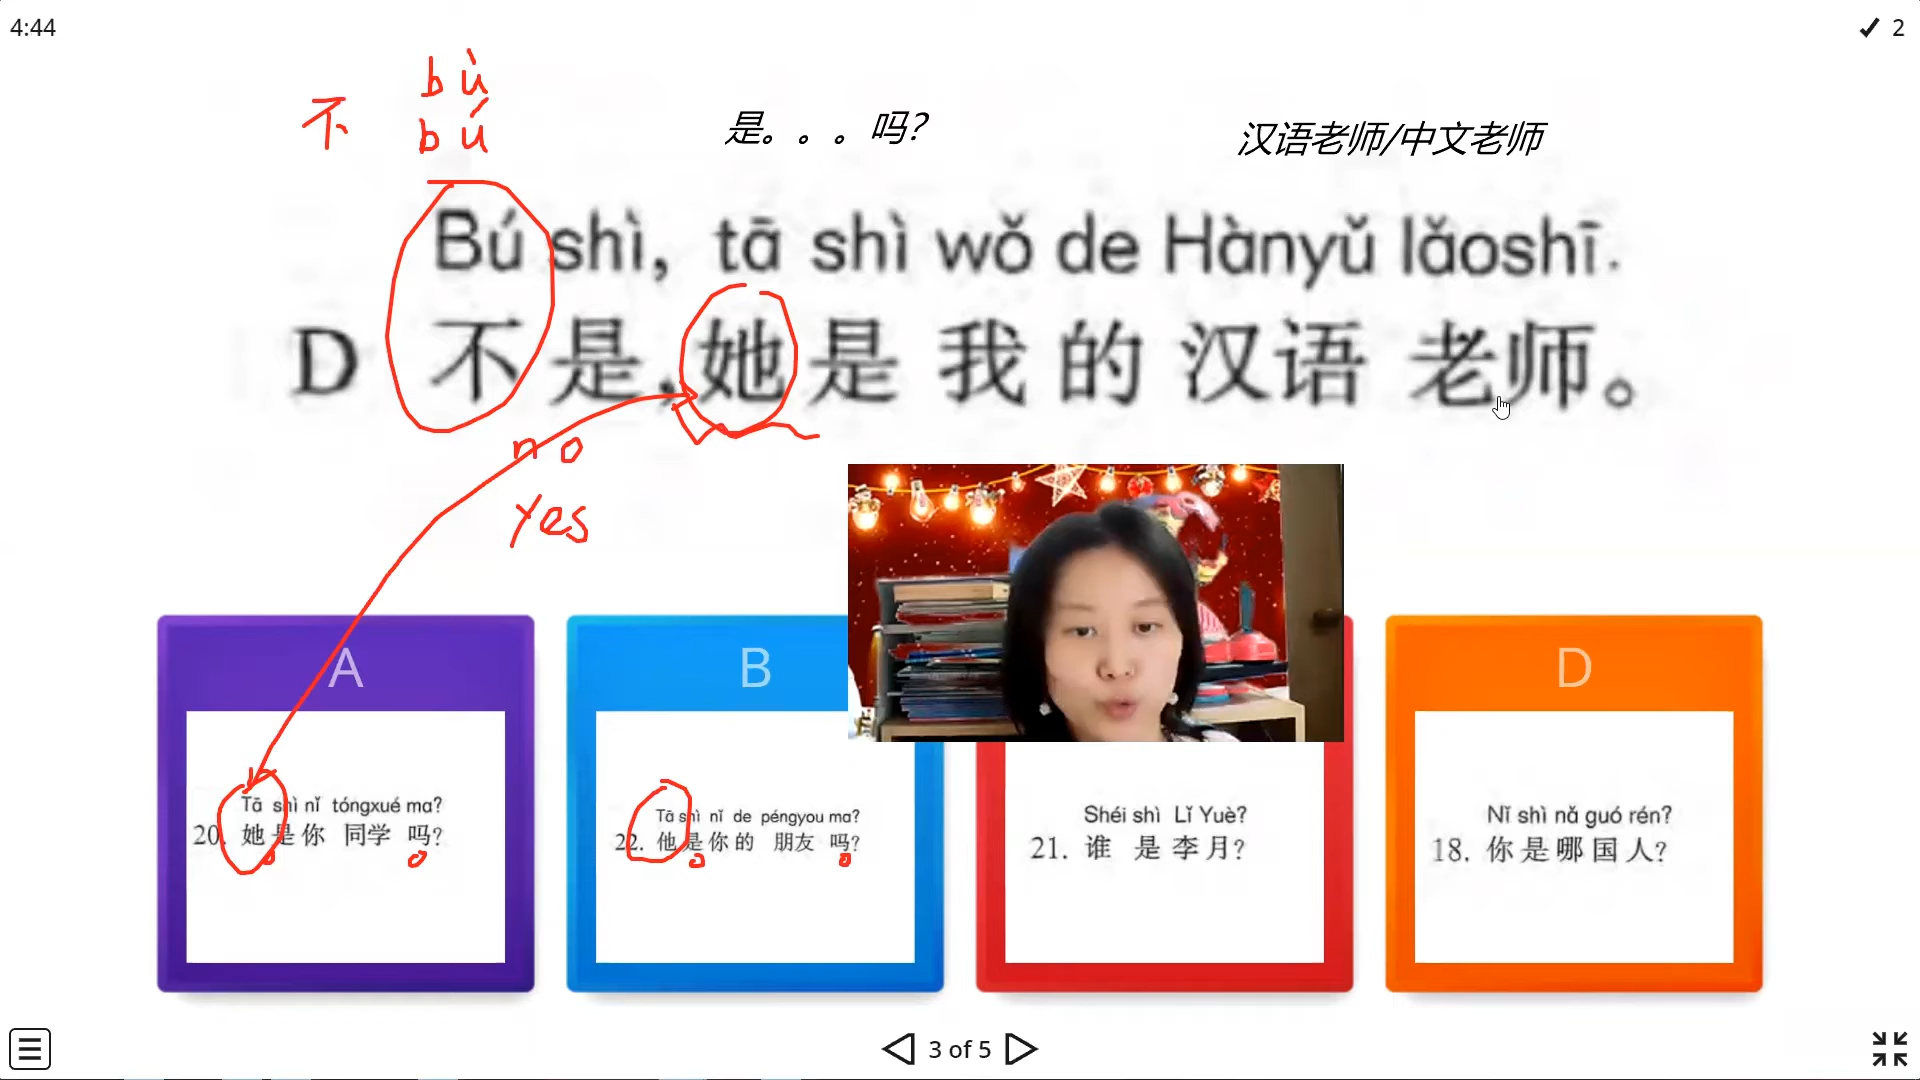 4:44
✓ 2
不
bù
bú
是。。。吗?
汉语老师/中文老师
Bú shì, tā shì wǒ de Hànyǔ lǎoshī.
D 不是,她是我的汉语老师。
no
yes
A
Tā shì nǐ tóngxué ma?
20. 她是你 同学 吗?
B
Tā shì nǐ de péngyou ma?
22. 他是你的 朋友 吗?
Shéi shì Lǐ Yuè?
21. 谁 是李月?
D
Nǐ shì nǎ guó rén?
18. 你是哪国人?
3 of 5